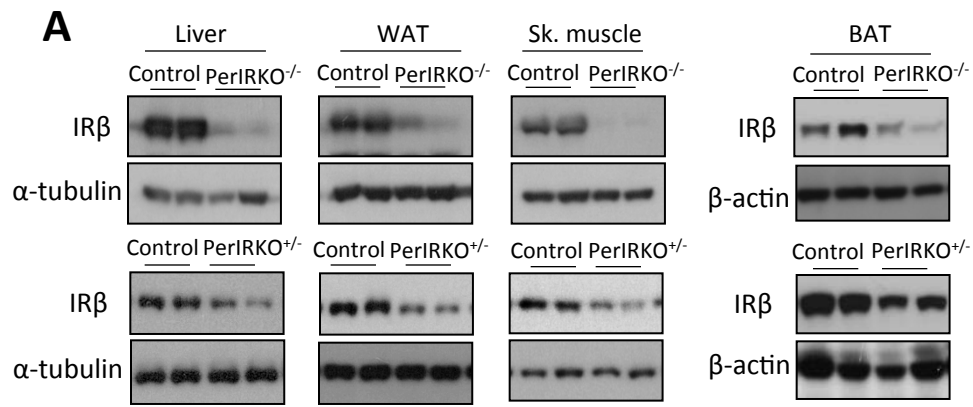 A
Liver WAT Sk. muscle BAT
Control PerIRKO-/- Control PerIRKO-/- Control PerIRKO-/- Control PerIRKO-/-
IRβ IRβ
α-tubulin β-actin
Control PerIRKO+/- Control PerIRKO+/- Control PerIRKO+/- Control PerIRKO+/-
IRβ IRβ
α-tubulin β-actin